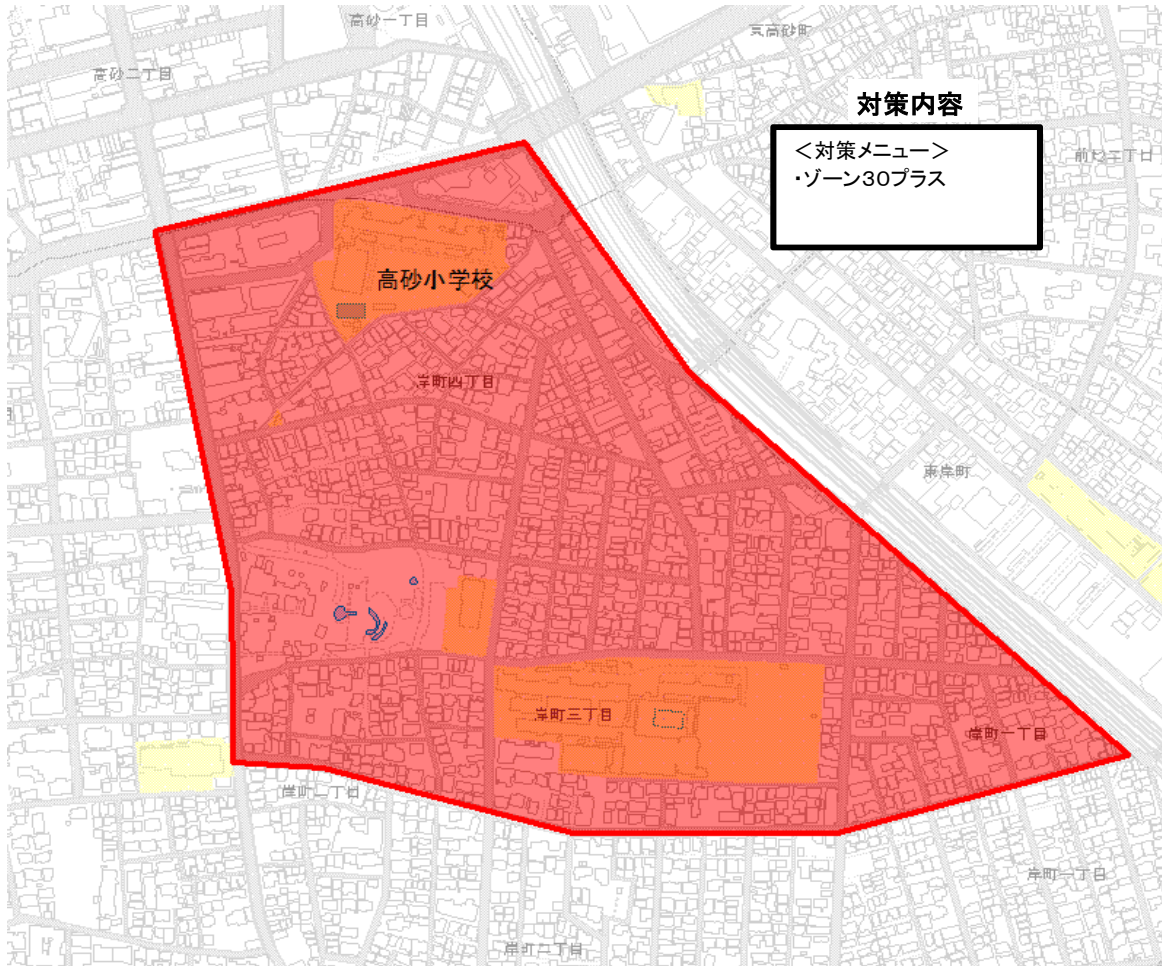 高砂一丁目
東高砂町
高砂二丁目
対策内容
＜対策メニュー＞
・ゾーン30プラス
前地二丁目
高砂小学校
岸町四丁目
東岸町
岸町三丁目
岸町一丁目
岸町二丁目
岸町一丁目
岸町二丁目